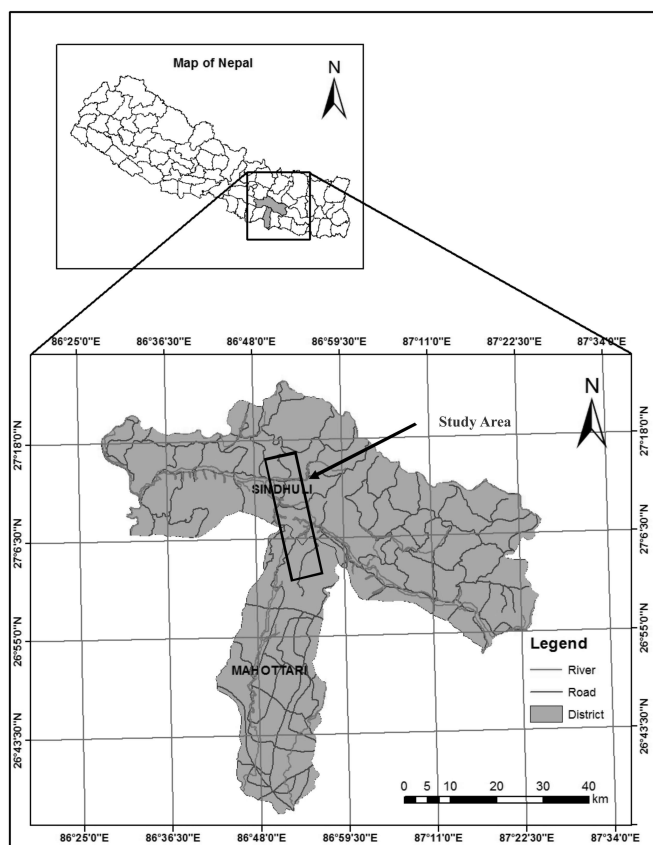 Map of Nepal
N
86°25'0"E 86°36'30"E 86°48'0"E 86°59'30"E 87°11'0"E 87°22'30"E 87°34'0"E
N
Study Area
27°18'0"N
27°18'0"N
SINDHULI
27°6'30"N
27°6'30"N
26°55'0"N
26°55'0"N
Legend
River
Road
District
MAHOTTARI
26°43'30"N
26°43'30"N
0 5 10 20 30 40
km
86°25'0"E 86°36'30"E 86°48'0"E 86°59'30"E 87°11'0"E 87°22'30"E 87°34'0"E